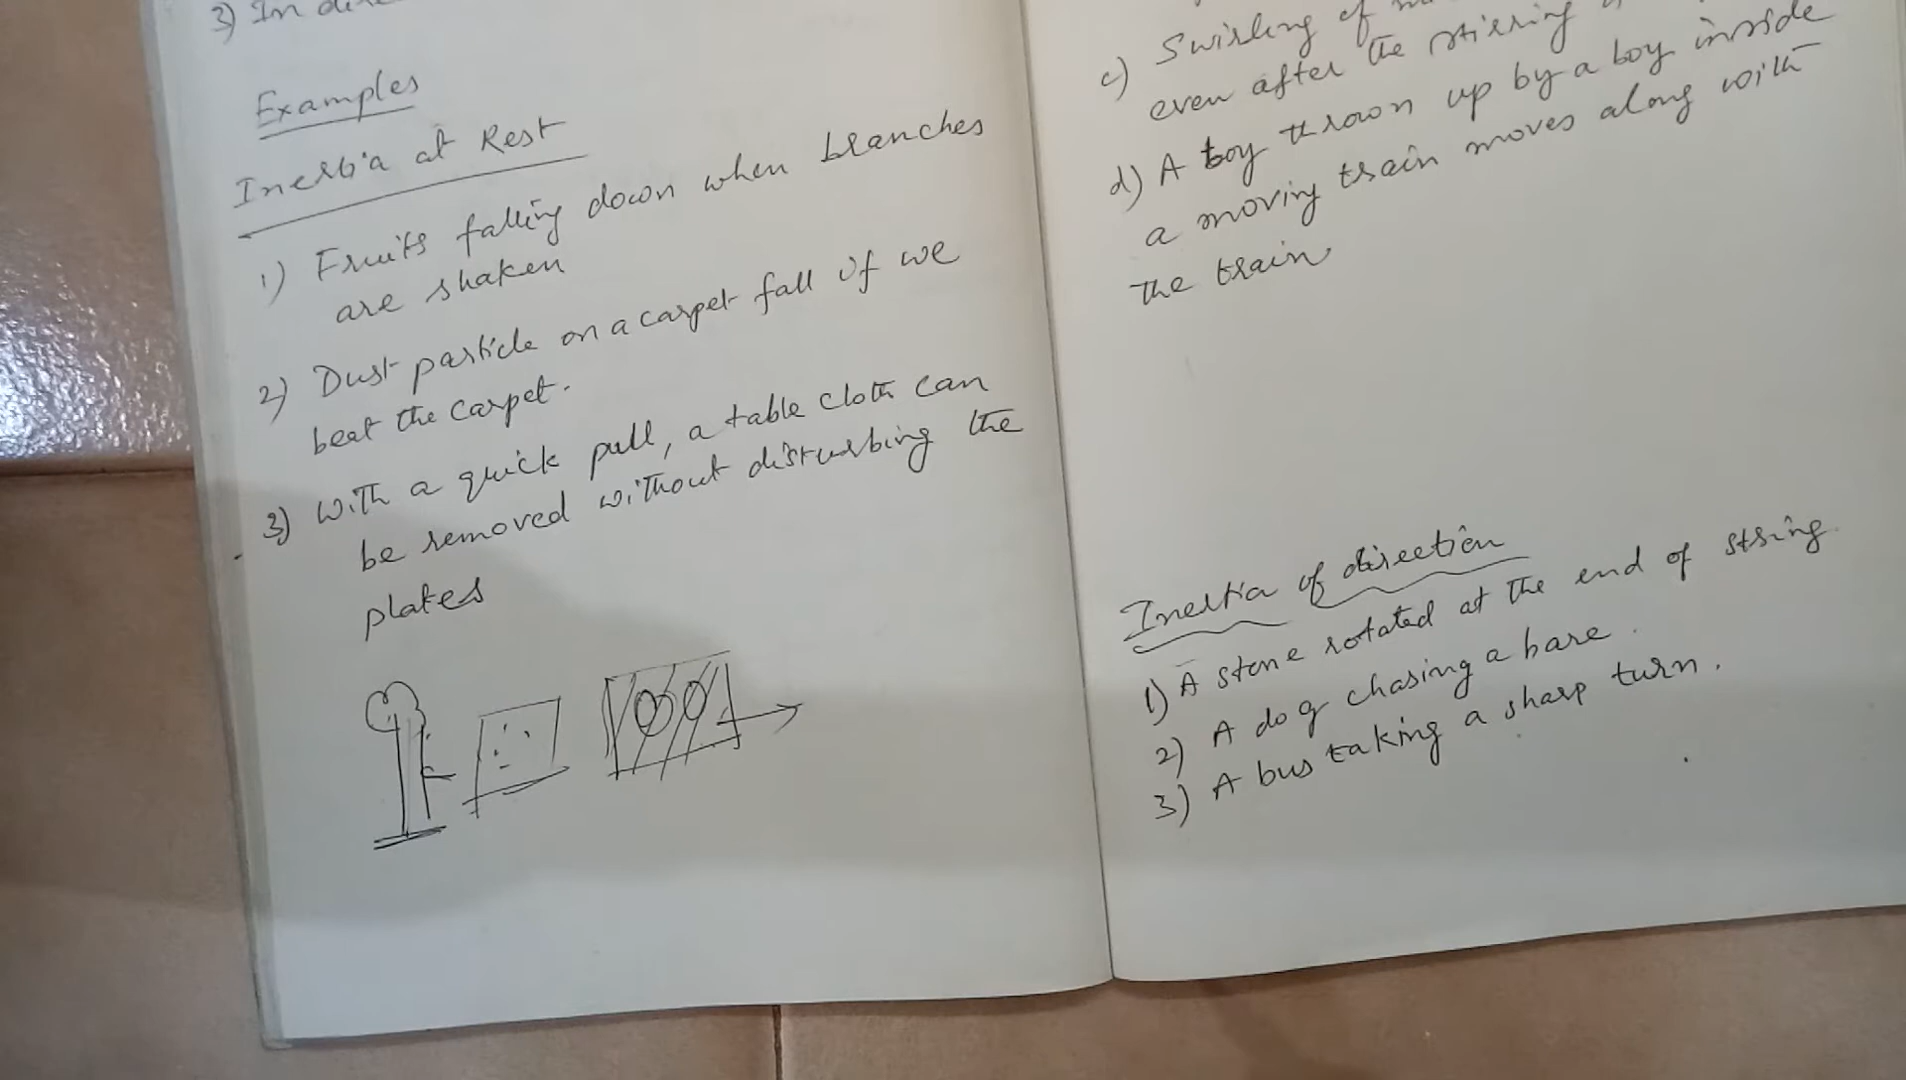 3) In
Examples
Inertia at Rest
1) Fruits falling down when branches
are shaken
2) Dust particle on a carpet fall if we
beat the carpet.
3) With a quick pull, a table cloth can
be removed without disturbing the
plates
c) Swirling of
even after the stirring
d) A toy thrown up by a boy inside
a moving train moves along with
the train
Inertia of direction
1) A stone rotated at the end of string
2) A dog chasing a hare.
3) A bus taking a sharp turn.